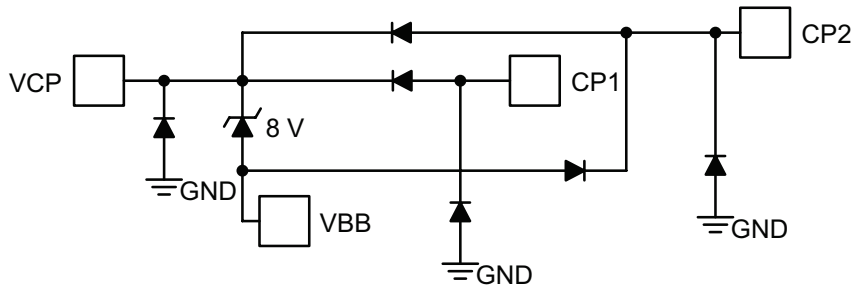 CP2
VCP
CP1
8 V
GND
VBB
GND
GND